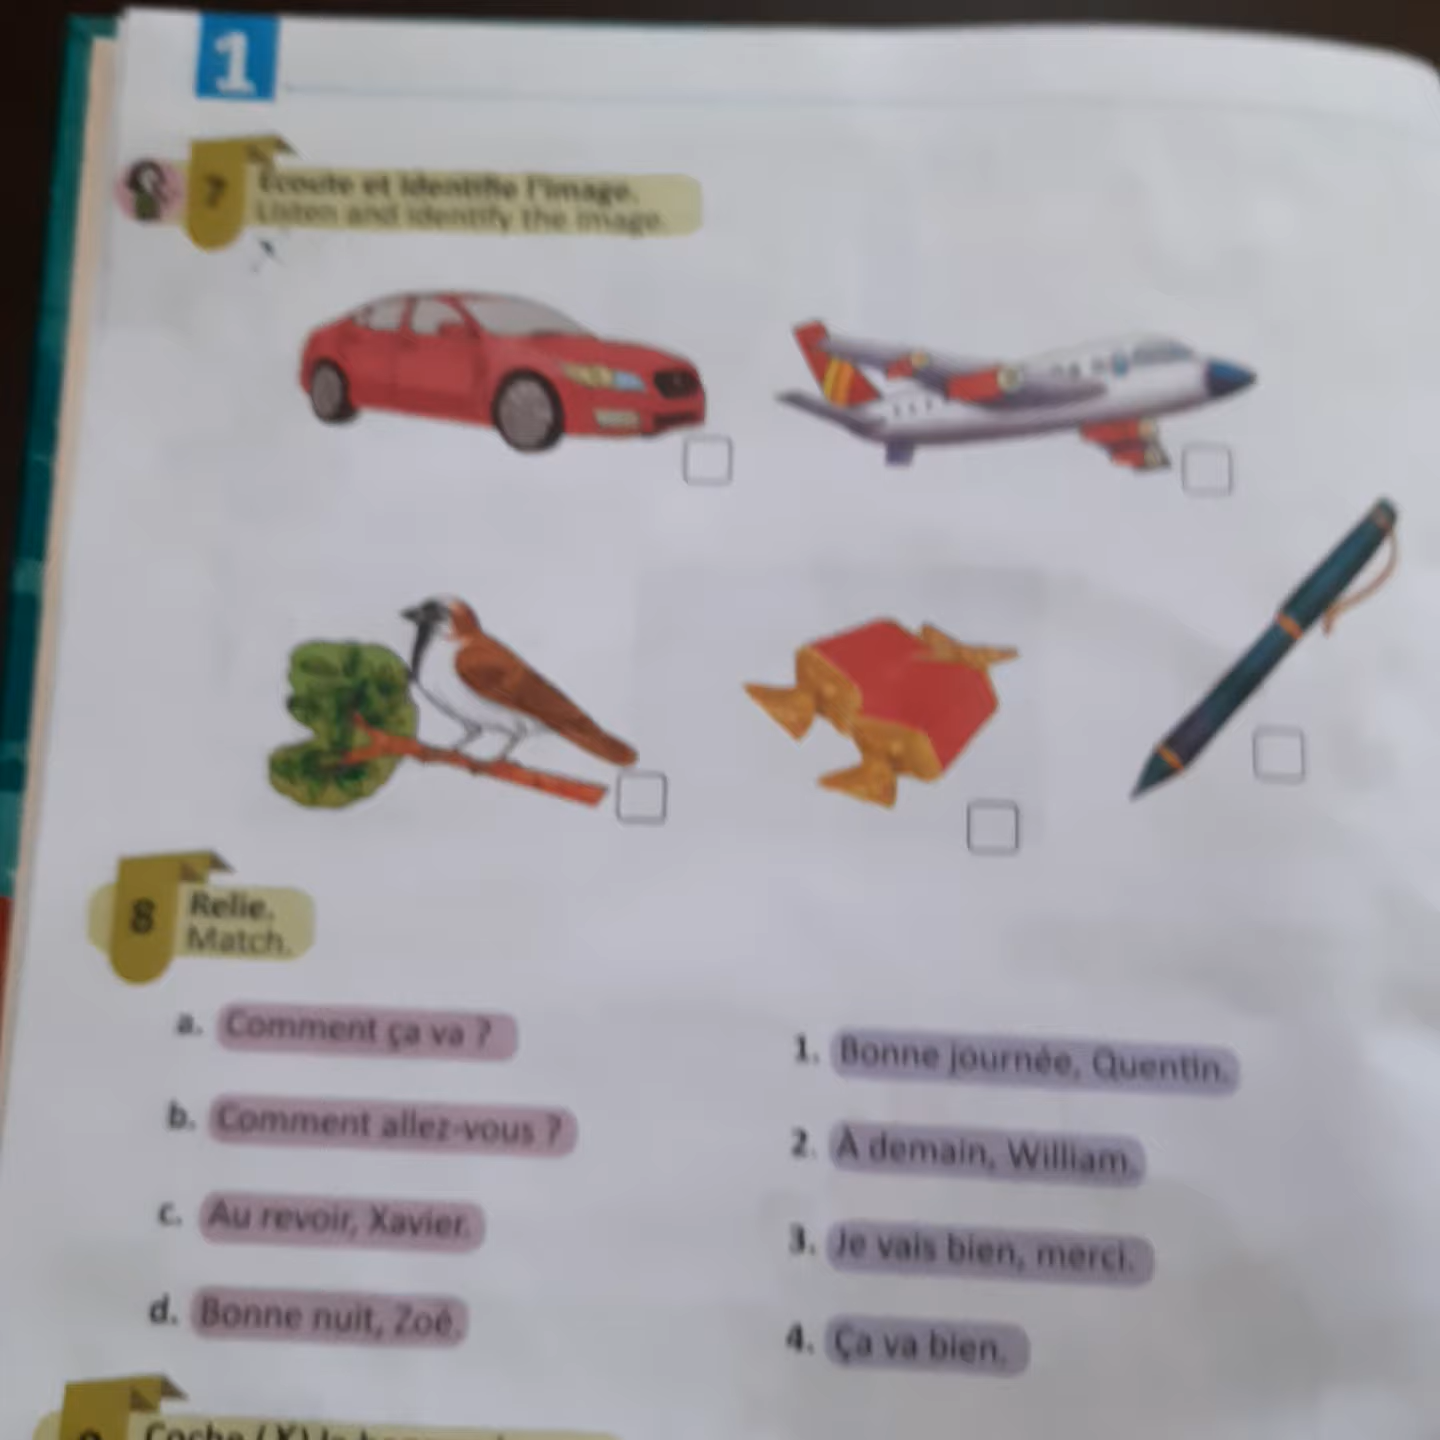 1
7
Écoute et identifie l'image.
Listen and identify the image.
8
Relie.
Match.
a. Comment ça va ?
1. Bonne journée, Quentin.
b. Comment allez-vous ?
2. À demain, William.
c. Au revoir, Xavier.
3. Je vais bien, merci.
d. Bonne nuit, Zoé.
4. Ça va bien.
Coche (X) la